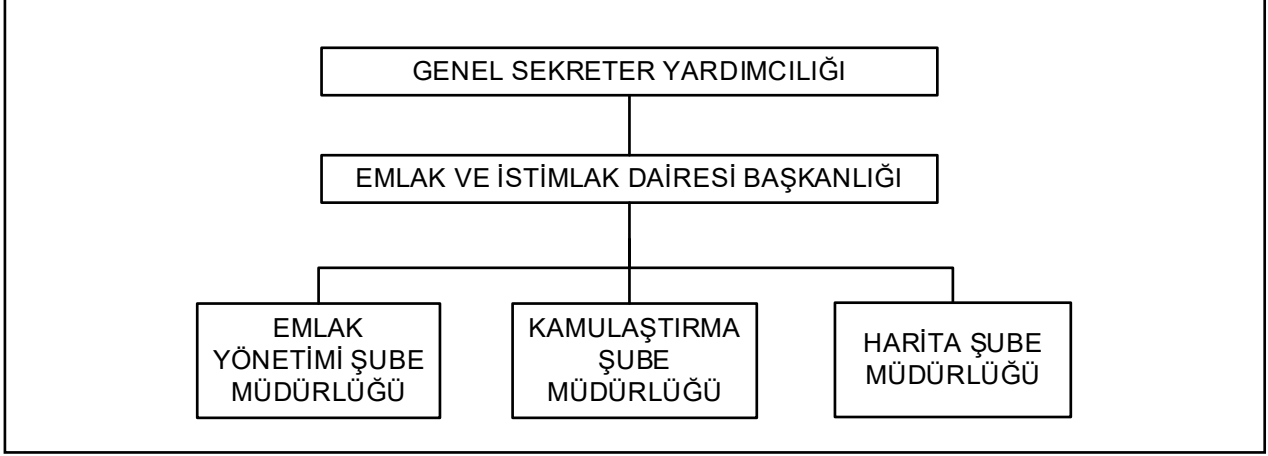 GENEL SEKRETER YARDIMCILIĞI
EMLAK VE İSTİMLAK DAİRESİ BAŞKANLIĞI
EMLAK
YÖNETİMİ ŞUBE
MÜDÜRLÜĞÜ
KAMULAŞTIRMA
ŞUBE
MÜDÜRLÜĞÜ
HARİTA ŞUBE
MÜDÜRLÜĞÜ